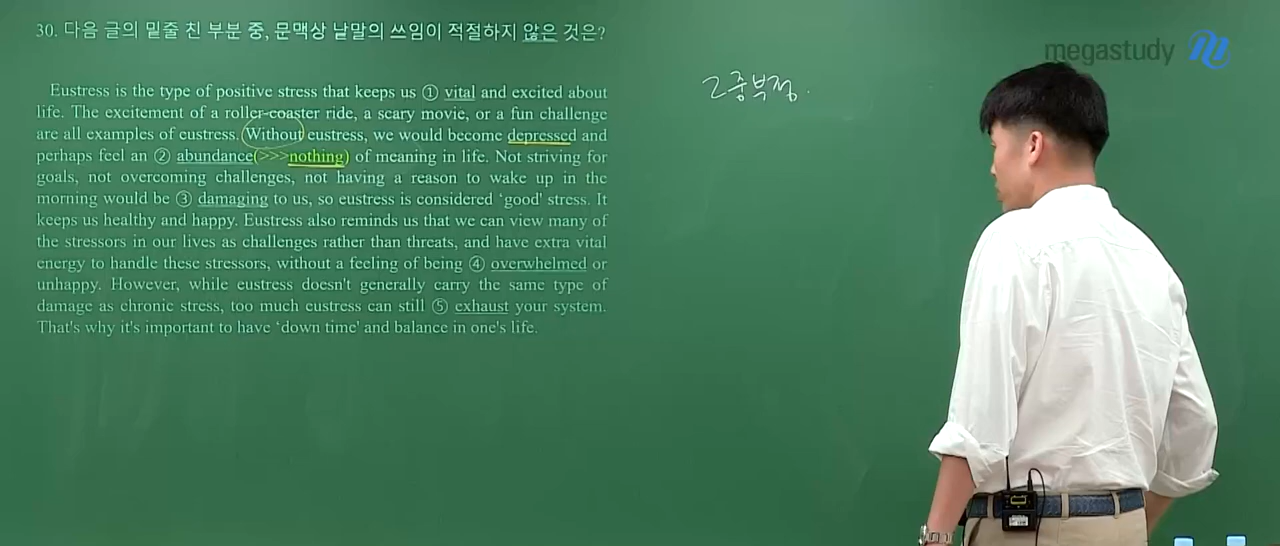 30. 다음 글의 밑줄 친 부분 중, 문맥상 낱말의 쓰임이 적절하지 않은 것은?
megastudy
2중부정.
Eustress is the type of positive stress that keeps us ① vital and excited about
life. The excitement of a roller-coaster ride, a scary movie, or a fun challenge
are all examples of eustress. Without eustress, we would become depressed and
perhaps feel an ② abundance(>>>nothing) of meaning in life. Not striving for
goals, not overcoming challenges, not having a reason to wake up in the
morning would be ③ damaging to us, so eustress is considered ‘good' stress. It
keeps us healthy and happy. Eustress also reminds us that we can view many of
the stressors in our lives as challenges rather than threats, and have extra vital
energy to handle these stressors, without a feeling of being ④ overwhelmed or
unhappy. However, while eustress doesn't generally carry the same type of
damage as chronic stress, too much eustress can still ⑤ exhaust your system.
That's why it's important to have ‘down time' and balance in one's life.